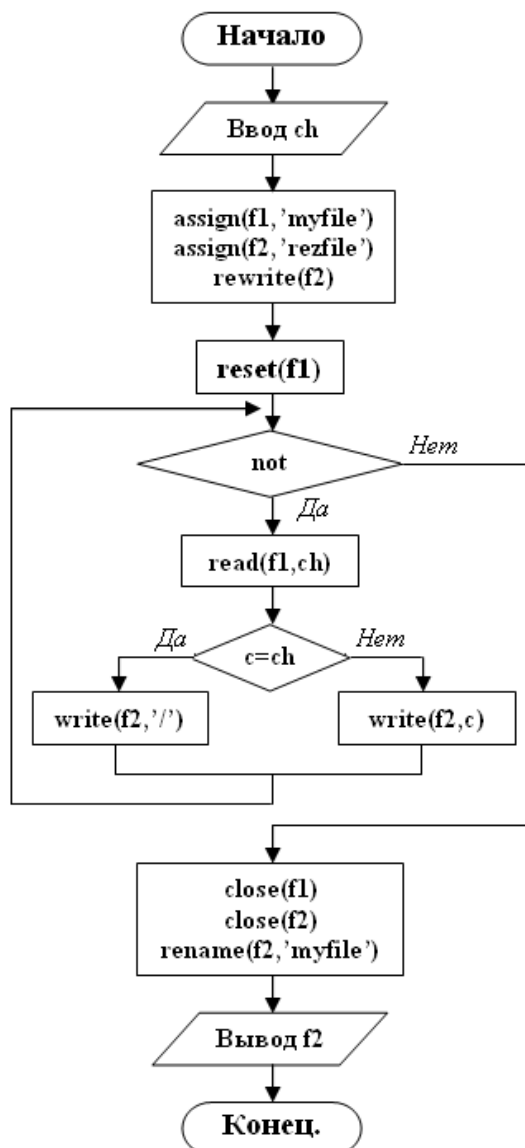 Начало
Ввод ch
assign(f1,’myfile’)
assign(f2,’rezfile’)
rewrite(f2)
reset(f1)
not
Нет
Да
read(f1,ch)
Да
c=ch
Нет
write(f2,’/’)
write(f2,c)
close(f1)
close(f2)
rename(f2,’myfile’)
Вывод f2
Конец.